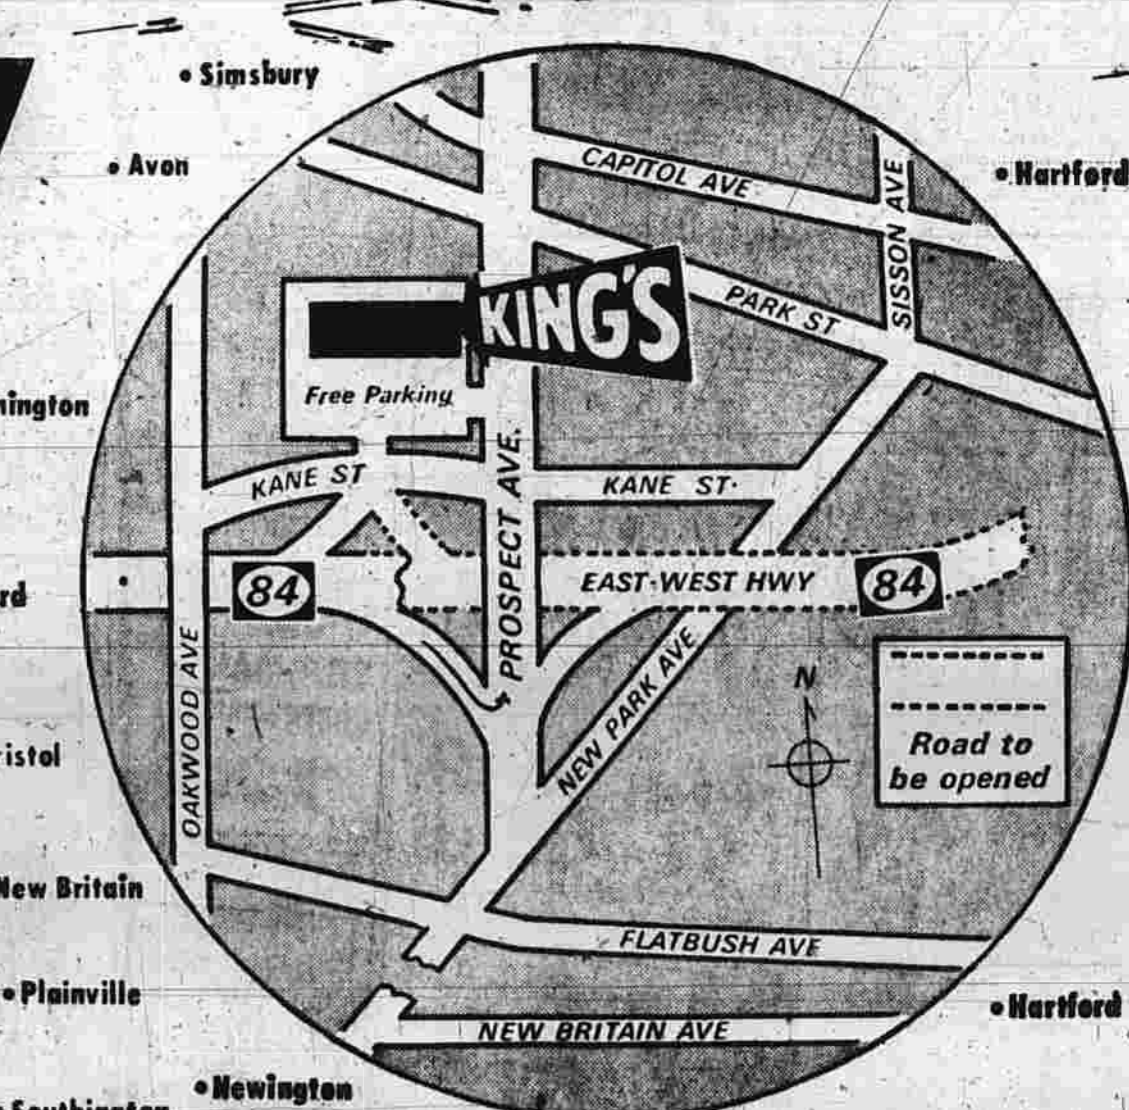 • Simsbury
• Avon
• Hartford
CAPITOL AVE
SISSON AVE
KING'S
PARK ST
Free Parking
KANE ST
PROSPECT AVE.
KANE ST.
84
EAST-WEST HWY
84
OAKWOOD AVE
NEW PARK AVE
N
Road to
be opened
New Britain
FLATBUSH AVE
• Plainville
• Hartford
NEW BRITAIN AVE
• Newington